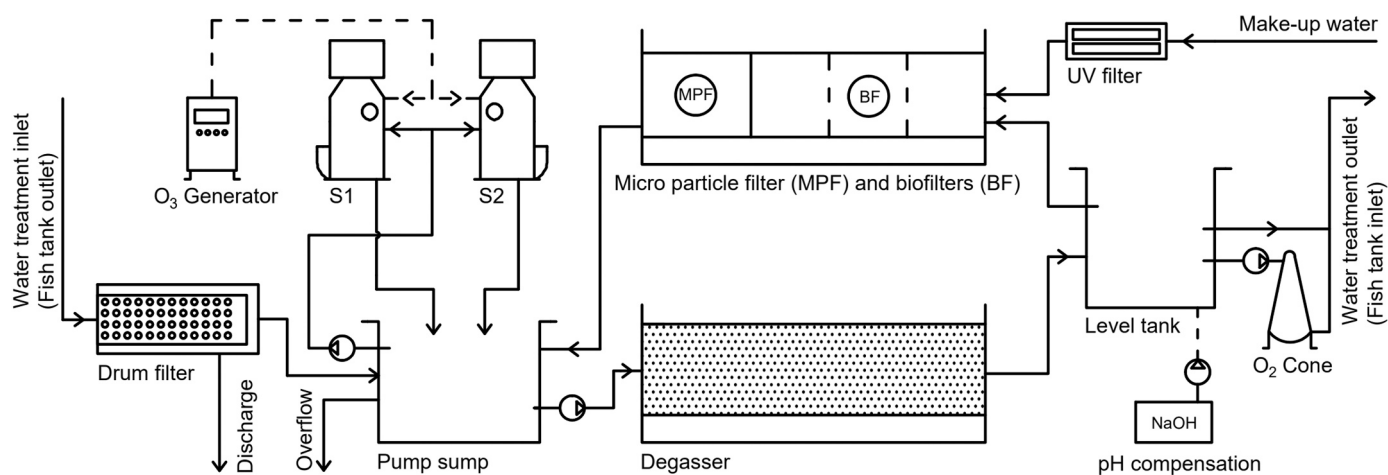 Make-up water
UV filter
MPF
BF
Micro particle filter (MPF) and biofilters (BF)
O3 Generator
S1
S2
Water treatment inlet
(Fish tank outlet)
Water treatment outlet
(Fish tank inlet)
Drum filter
Discharge
Overflow
Pump sump
Degasser
Level tank
O2 Cone
NaOH
pH compensation